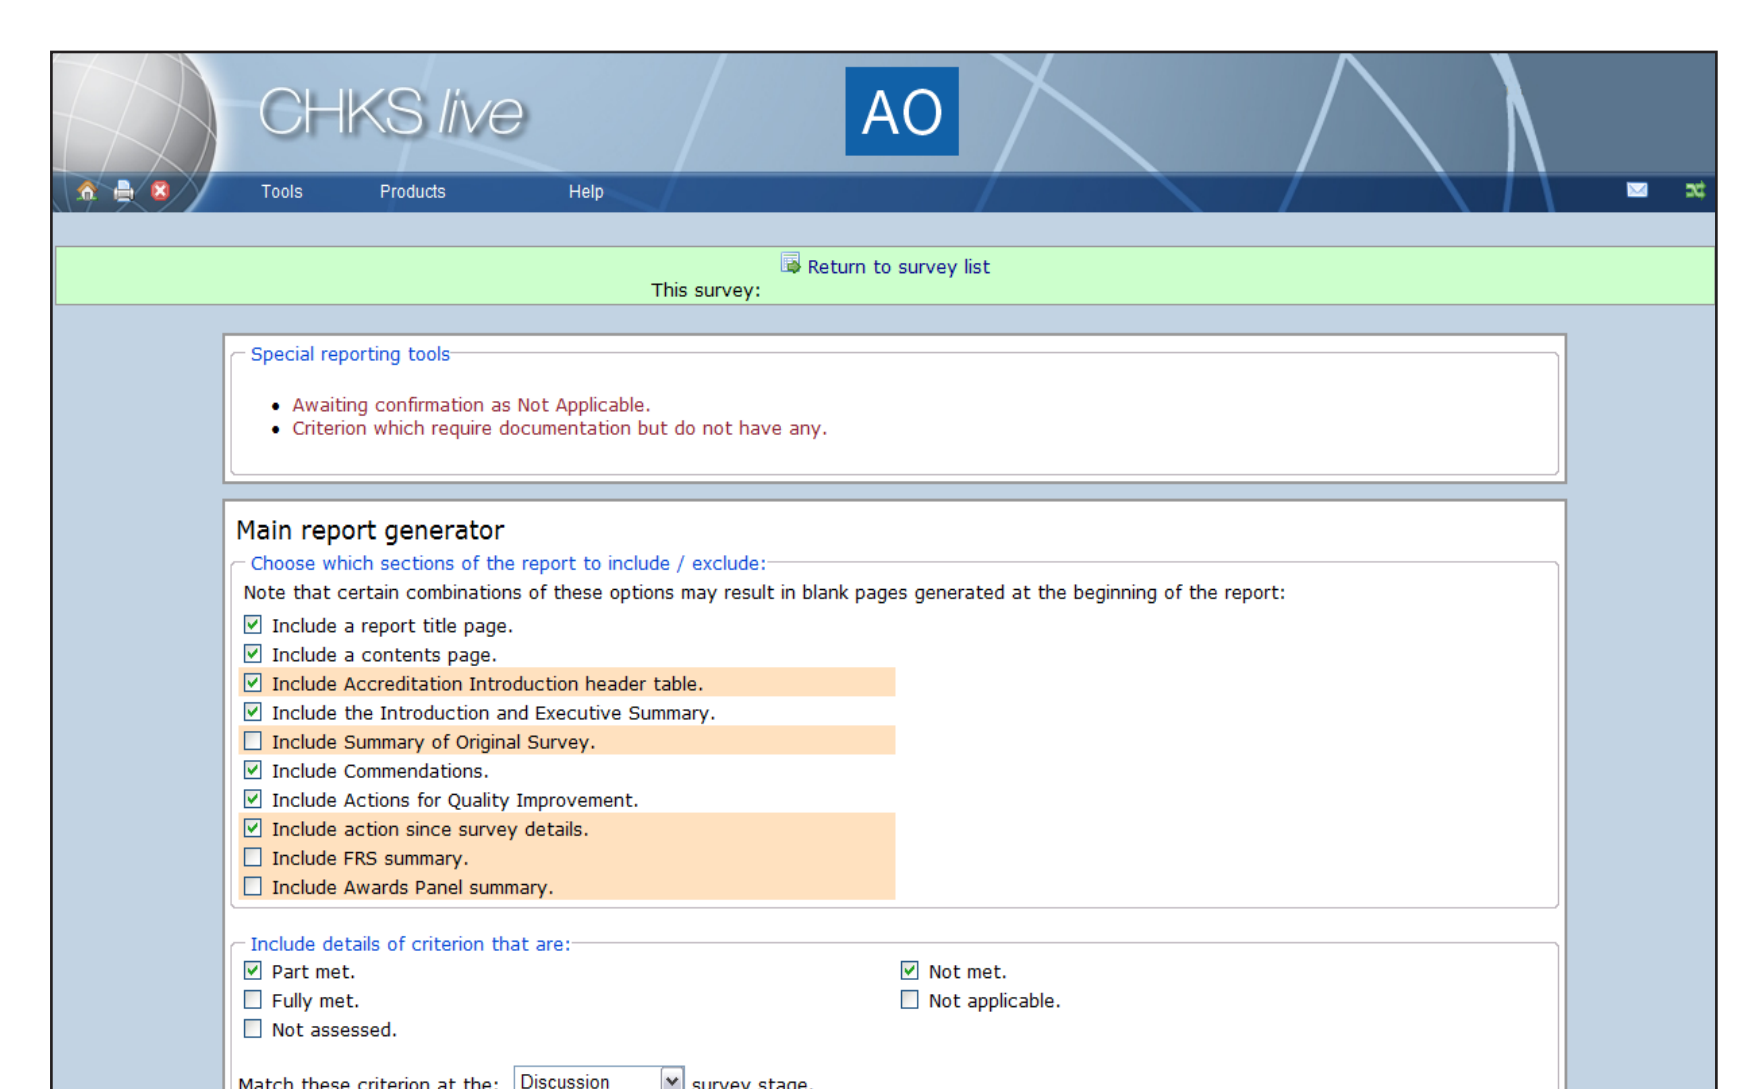 CHKS live
AO
Tools Products Help
Return to survey list
This survey:
Special reporting tools
Awaiting confirmation as Not Applicable.
Criterion which require documentation but do not have any.
Main report generator
Choose which sections of the report to include / exclude:
Note that certain combinations of these options may result in blank pages generated at the beginning of the report:
Include a report title page.
Include a contents page.
Include Accreditation Introduction header table.
Include the Introduction and Executive Summary.
Include Summary of Original Survey.
Include Commendations.
Include Actions for Quality Improvement.
Include action since survey details.
Include FRS summary.
Include Awards Panel summary.
Include details of criterion that are:
Part met. Not met.
Fully met. Not applicable.
Not assessed.
Match these criterion at the: Discussion survey stage.